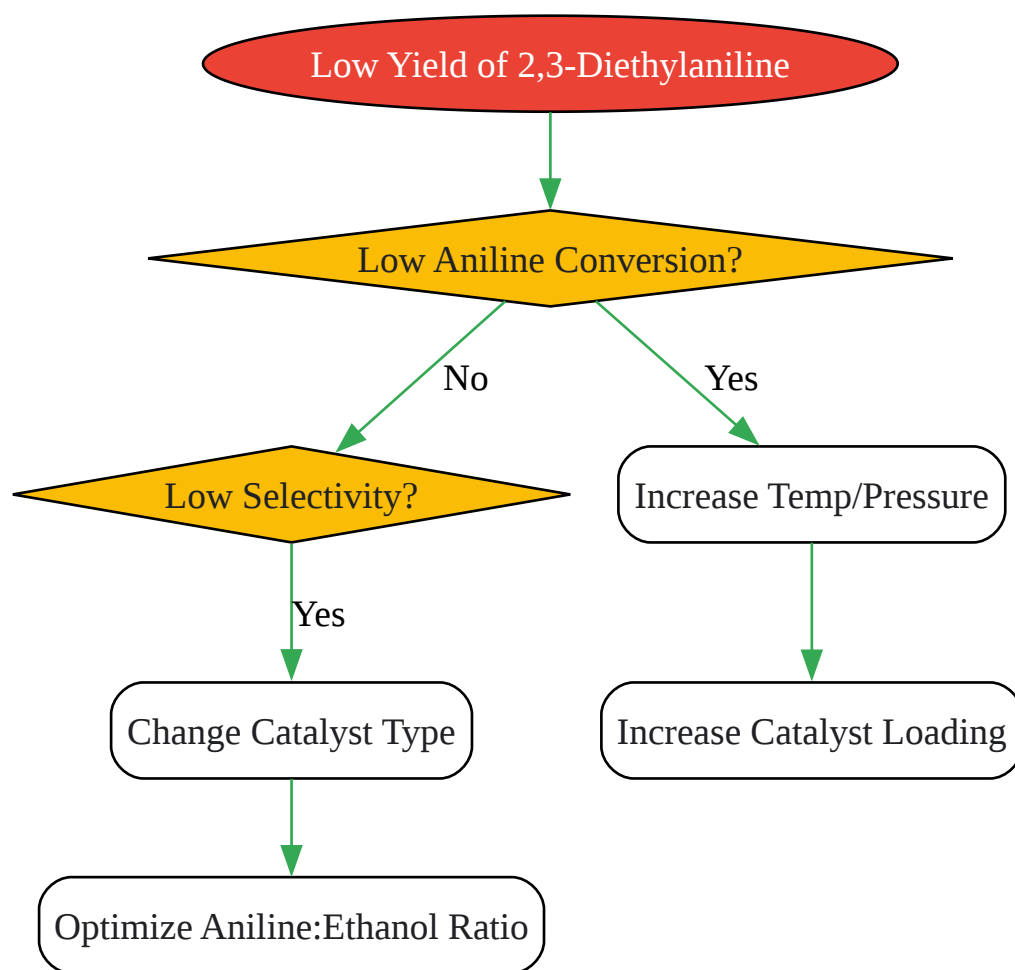 Low Yield of 2,3-Diethylaniline
Low Aniline Conversion?
No
Yes
Low Selectivity?
Increase Temp/Pressure
Yes
Change Catalyst Type
Increase Catalyst Loading
Optimize Aniline:Ethanol Ratio